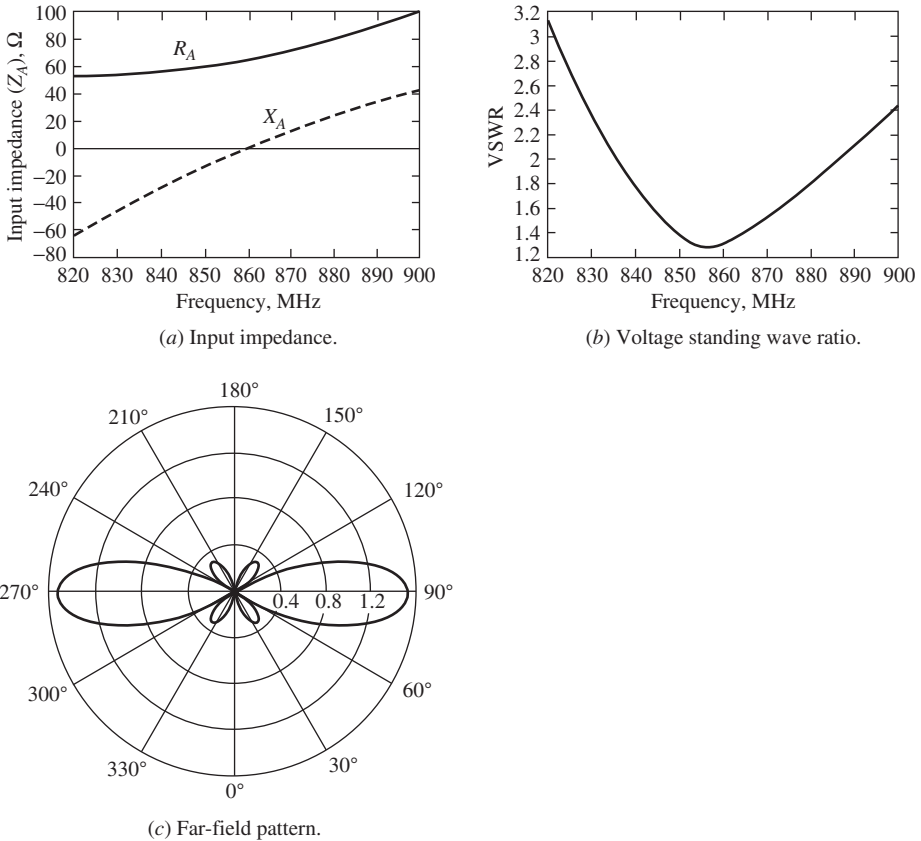 Input impedance (Z_A), Ω
100
80
60
40
20
0
−20
−40
−60
−80
R_A
X_A
820 830 840 850 860 870 880 890 900
Frequency, MHz
(a) Input impedance.
VSWR
3.2
3
2.8
2.4
2.2
2
1.8
1.6
1.4
1.2
820 830 840 850 860 870 880 890 900
Frequency, MHz
(b) Voltage standing wave ratio.
180°
210° 150°
240° 120°
270° 0.4 0.8 1.2 90°
300° 60°
330° 30°
0°
(c) Far-field pattern.